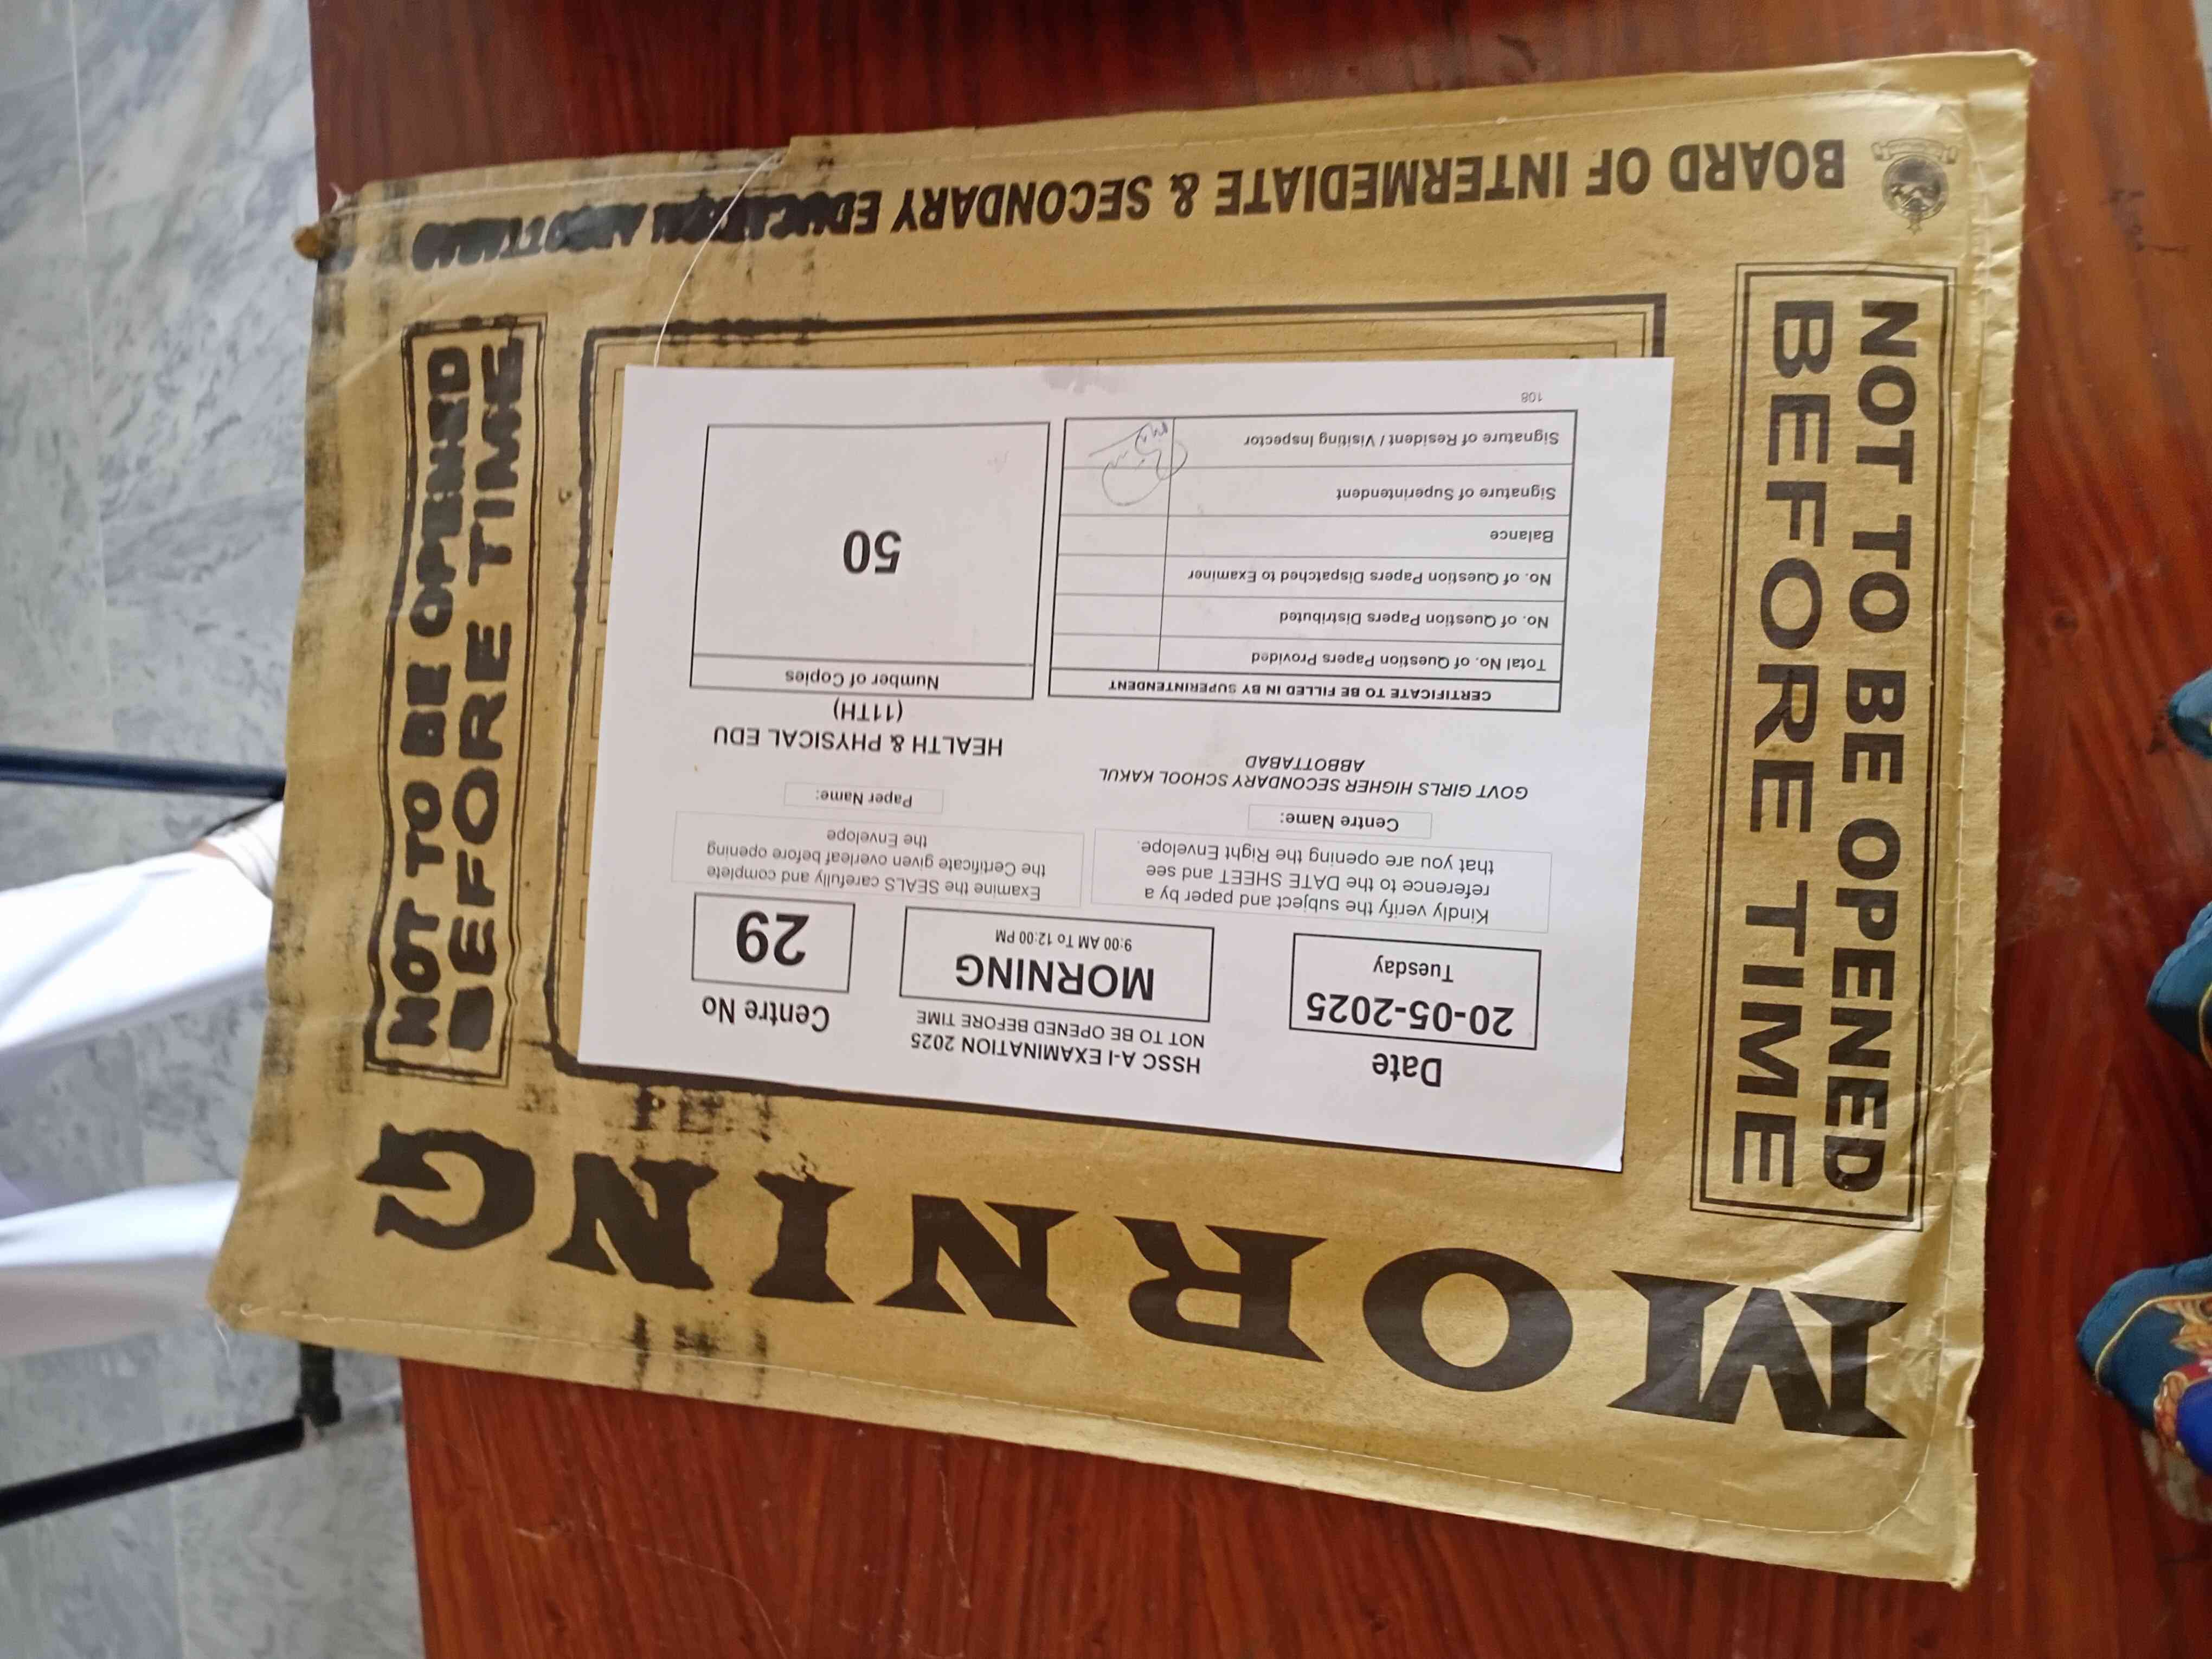 MORNING
NOT TO BE OPENED
BEFORE TIME
HSSC A-I EXAMINATION 2025
NOT TO BE OPENED BEFORE TIME
Date
20-05-2025
Tuesday
MORNING
9:00 AM To 12:00 PM
Centre No
29
Kindly verify the subject and paper by a
reference to the DATE SHEET and see
that you are opening the Right Envelope.
Examine the SEALS carefully and complete
the Certificate given overleaf before opening
the Envelope
Centre Name:
GOVT GIRLS HIGHER SECONDARY SCHOOL KAKUL
ABBOTTABAD
Paper Name:
HEALTH & PHYSICAL EDU
(11TH)
CERTIFICATE TO BE FILLED IN BY SUPERINTENDENT
Total No. of Question Papers Provided
No. of Question Papers Distributed
No. of Question Papers Dispatched to Examiner
Balance
Signature of Superintendent
Signature of Resident / Visiting Inspector
Number of Copies
50
108
NOT TO BE OPENED
BEFORE TIME
BOARD OF INTERMEDIATE & SECONDARY EDUCATION